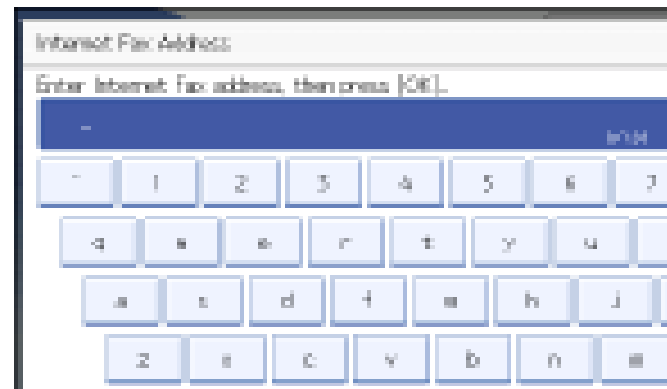 Internet Fax Address
Enter Internet Fax address, then press [OK].
1 2 3 4 5 6 7
q w e r t y u
a s d f g h j
z x c v b n m